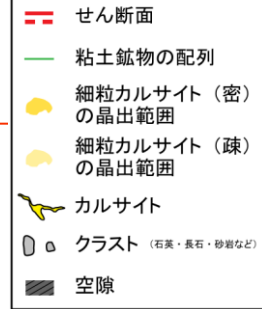 せん断面
粘土鉱物の配列
細粒カルサイト（密）
の晶出範囲
細粒カルサイト（疎）
の晶出範囲
カルサイト
クラスト（石英・長石・砂岩など）
空隙